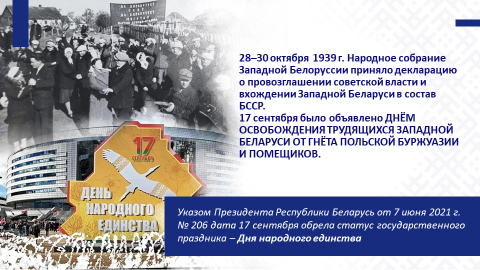 28–30 октября 1939 г. Народное собрание
Западной Белоруссии приняло декларацию
о провозглашении советской власти и
вхождении Западной Беларуси в состав
БССР.
17 сентября было объявлено ДНЁМ
ОСВОБОЖДЕНИЯ ТРУДЯЩИХСЯ ЗАПАДНОЙ
БЕЛАРУСИ ОТ ГНЁТА ПОЛЬСКОЙ БУРЖУАЗИИ
И ПОМЕЩИКОВ.
17
СЕНТЯБРЯ
ДЕНЬ
НАРОДНОГО
ЕДИНСТВА
Указом Президента Республики Беларусь от 7 июня 2021 г.
№ 206 дата 17 сентября обрела статус государственного
праздника – Дня народного единства